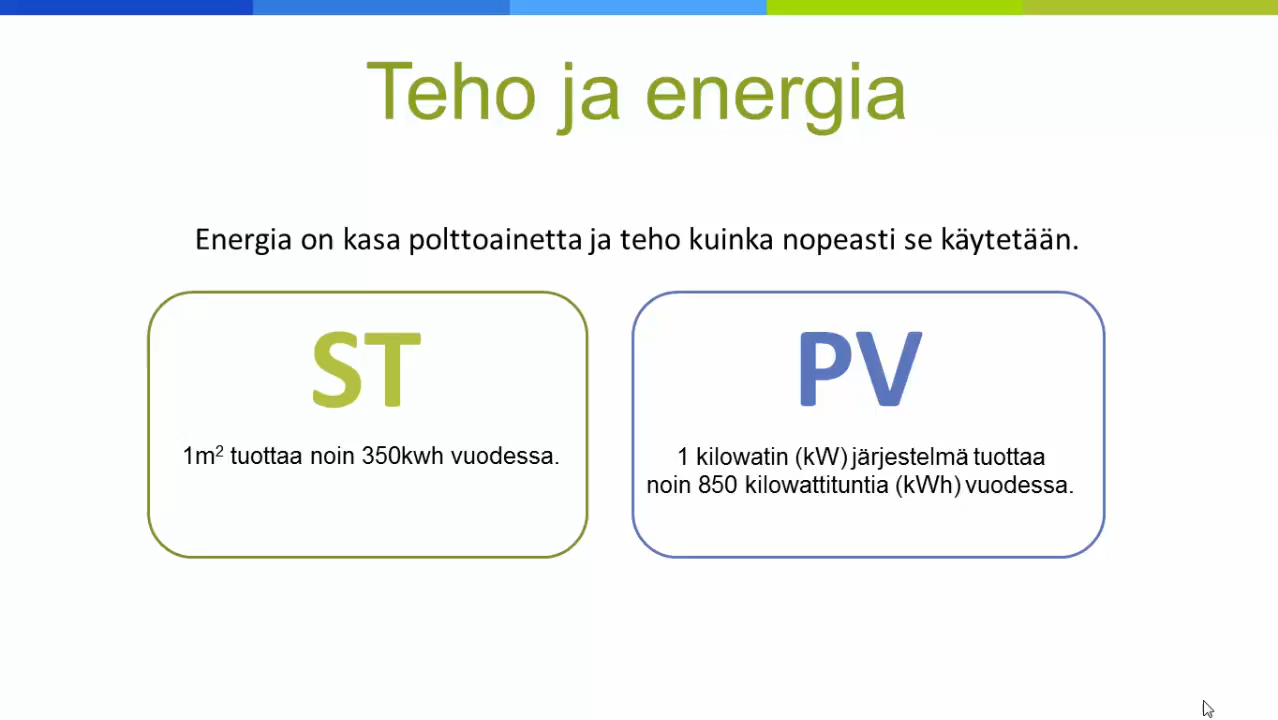 Teho ja energia
Energia on kasa polttoainetta ja teho kuinka nopeasti se käytetään.
ST
1m² tuottaa noin 350kwh vuodessa.
PV
1 kilowatin (kW) järjestelmä tuottaa
noin 850 kilowattituntia (kWh) vuodessa.